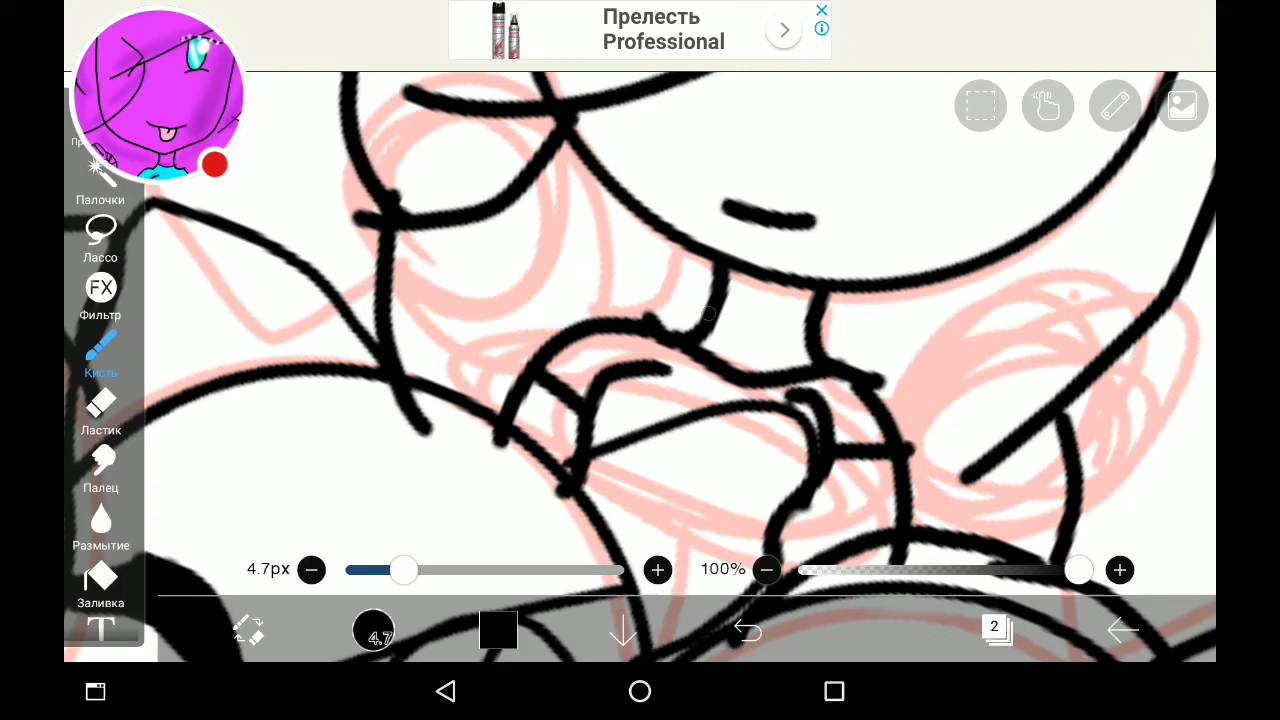 Прелесть
Professional
Палочки
Лассо
FX
Фильтр
Кисть
Ластик
Палец
Размытие
Заливка
T
4.7px
100%
4.7
2